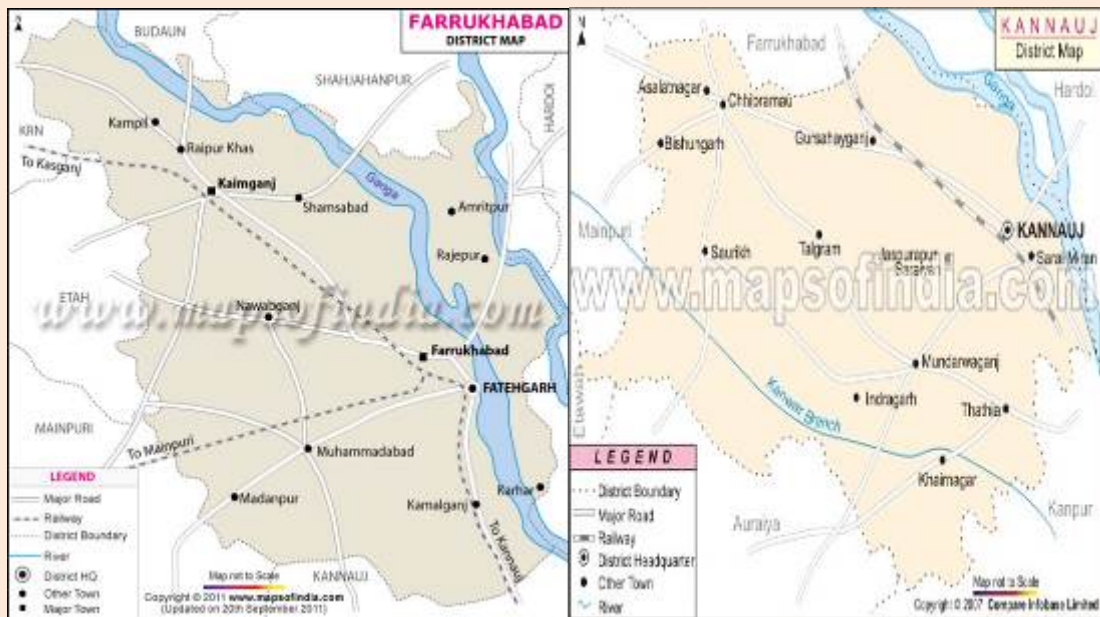 N
FARRUKHABAD
DISTRICT MAP
BUDAUN
SHAHJAHANPUR
HARDOI
KRN
To Kasganj
Kampil
Raipur Khas
Kaimganj
Shamsabad
Ganga
Amritpur
Rajepur
ETAH
Nawabganj
www.mapsofindia.com
Farrukhabad
FATEHGARH
MAINPURI
To Mainpuri
Muhammadabad
Madanpur
Kamalganj
Rarhar
To Kannauj
KANNAUJ
LEGEND
Major Road
Railway
District Boundary
River
District HQ
Other Town
Major Town
Map not to Scale
Copyright © 2011 www.mapsofindia.com
(Updated on 20th September 2011)
N
KANNAUJ
District Map
Farrukhabad
Ganga
Hardoi
Asalatnagar
Chhibramau
Bishungarh
Gursahayganj
Mainpuri
KANNAUJ
Sarai Miran
Saurikh
Talgram
www.mapsofindia.com
Etawah
Mundarwaganj
Indragarh
Thathia
Branch
Khairnagar
Kanpur
Auraiya
LEGEND
District Boundary
Major Road
Railway
District Headquarter
Other Town
River
Map not to Scale
Copyright © 2007 Compare Infobase Limited